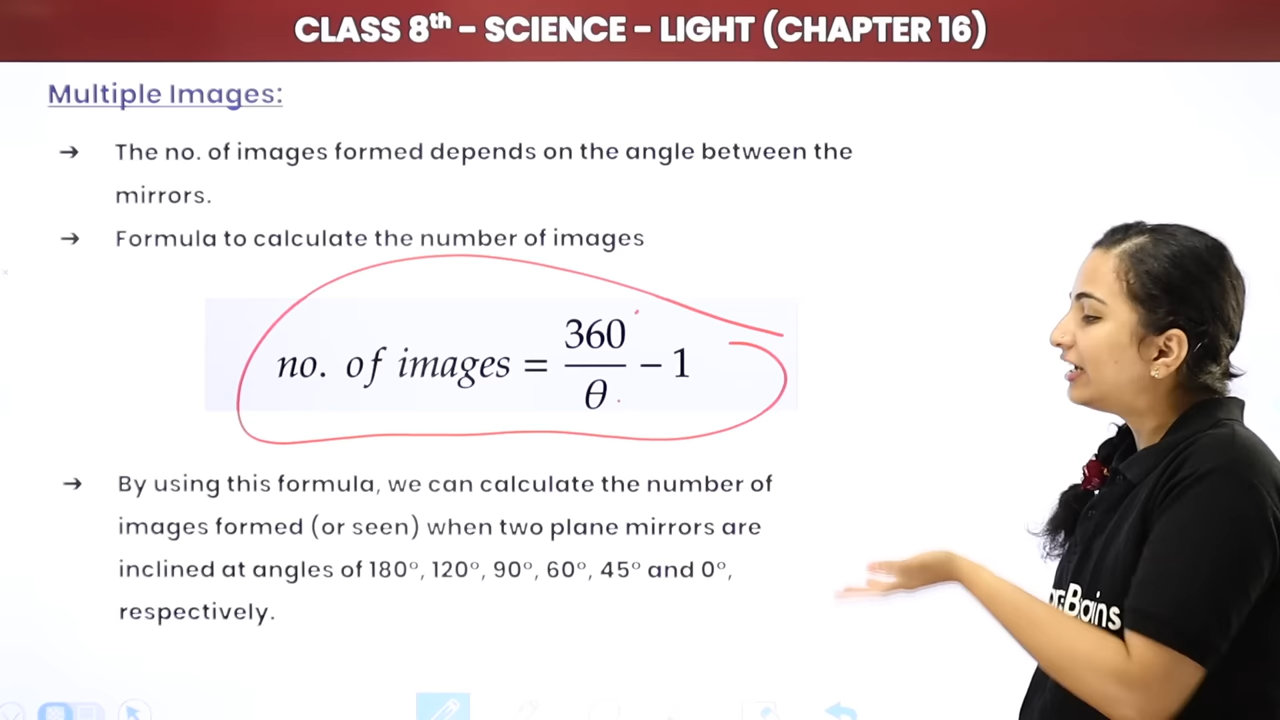 CLASS 8th – SCIENCE – LIGHT (CHAPTER 16)
Multiple Images:
➔ The no. of images formed depends on the angle between the
mirrors.
➔ Formula to calculate the number of images
no. of images = 360/θ − 1
➔ By using this formula, we can calculate the number of
images formed (or seen) when two plane mirrors are
inclined at angles of 180°, 120°, 90°, 60°, 45° and 0°,
respectively.
Brains